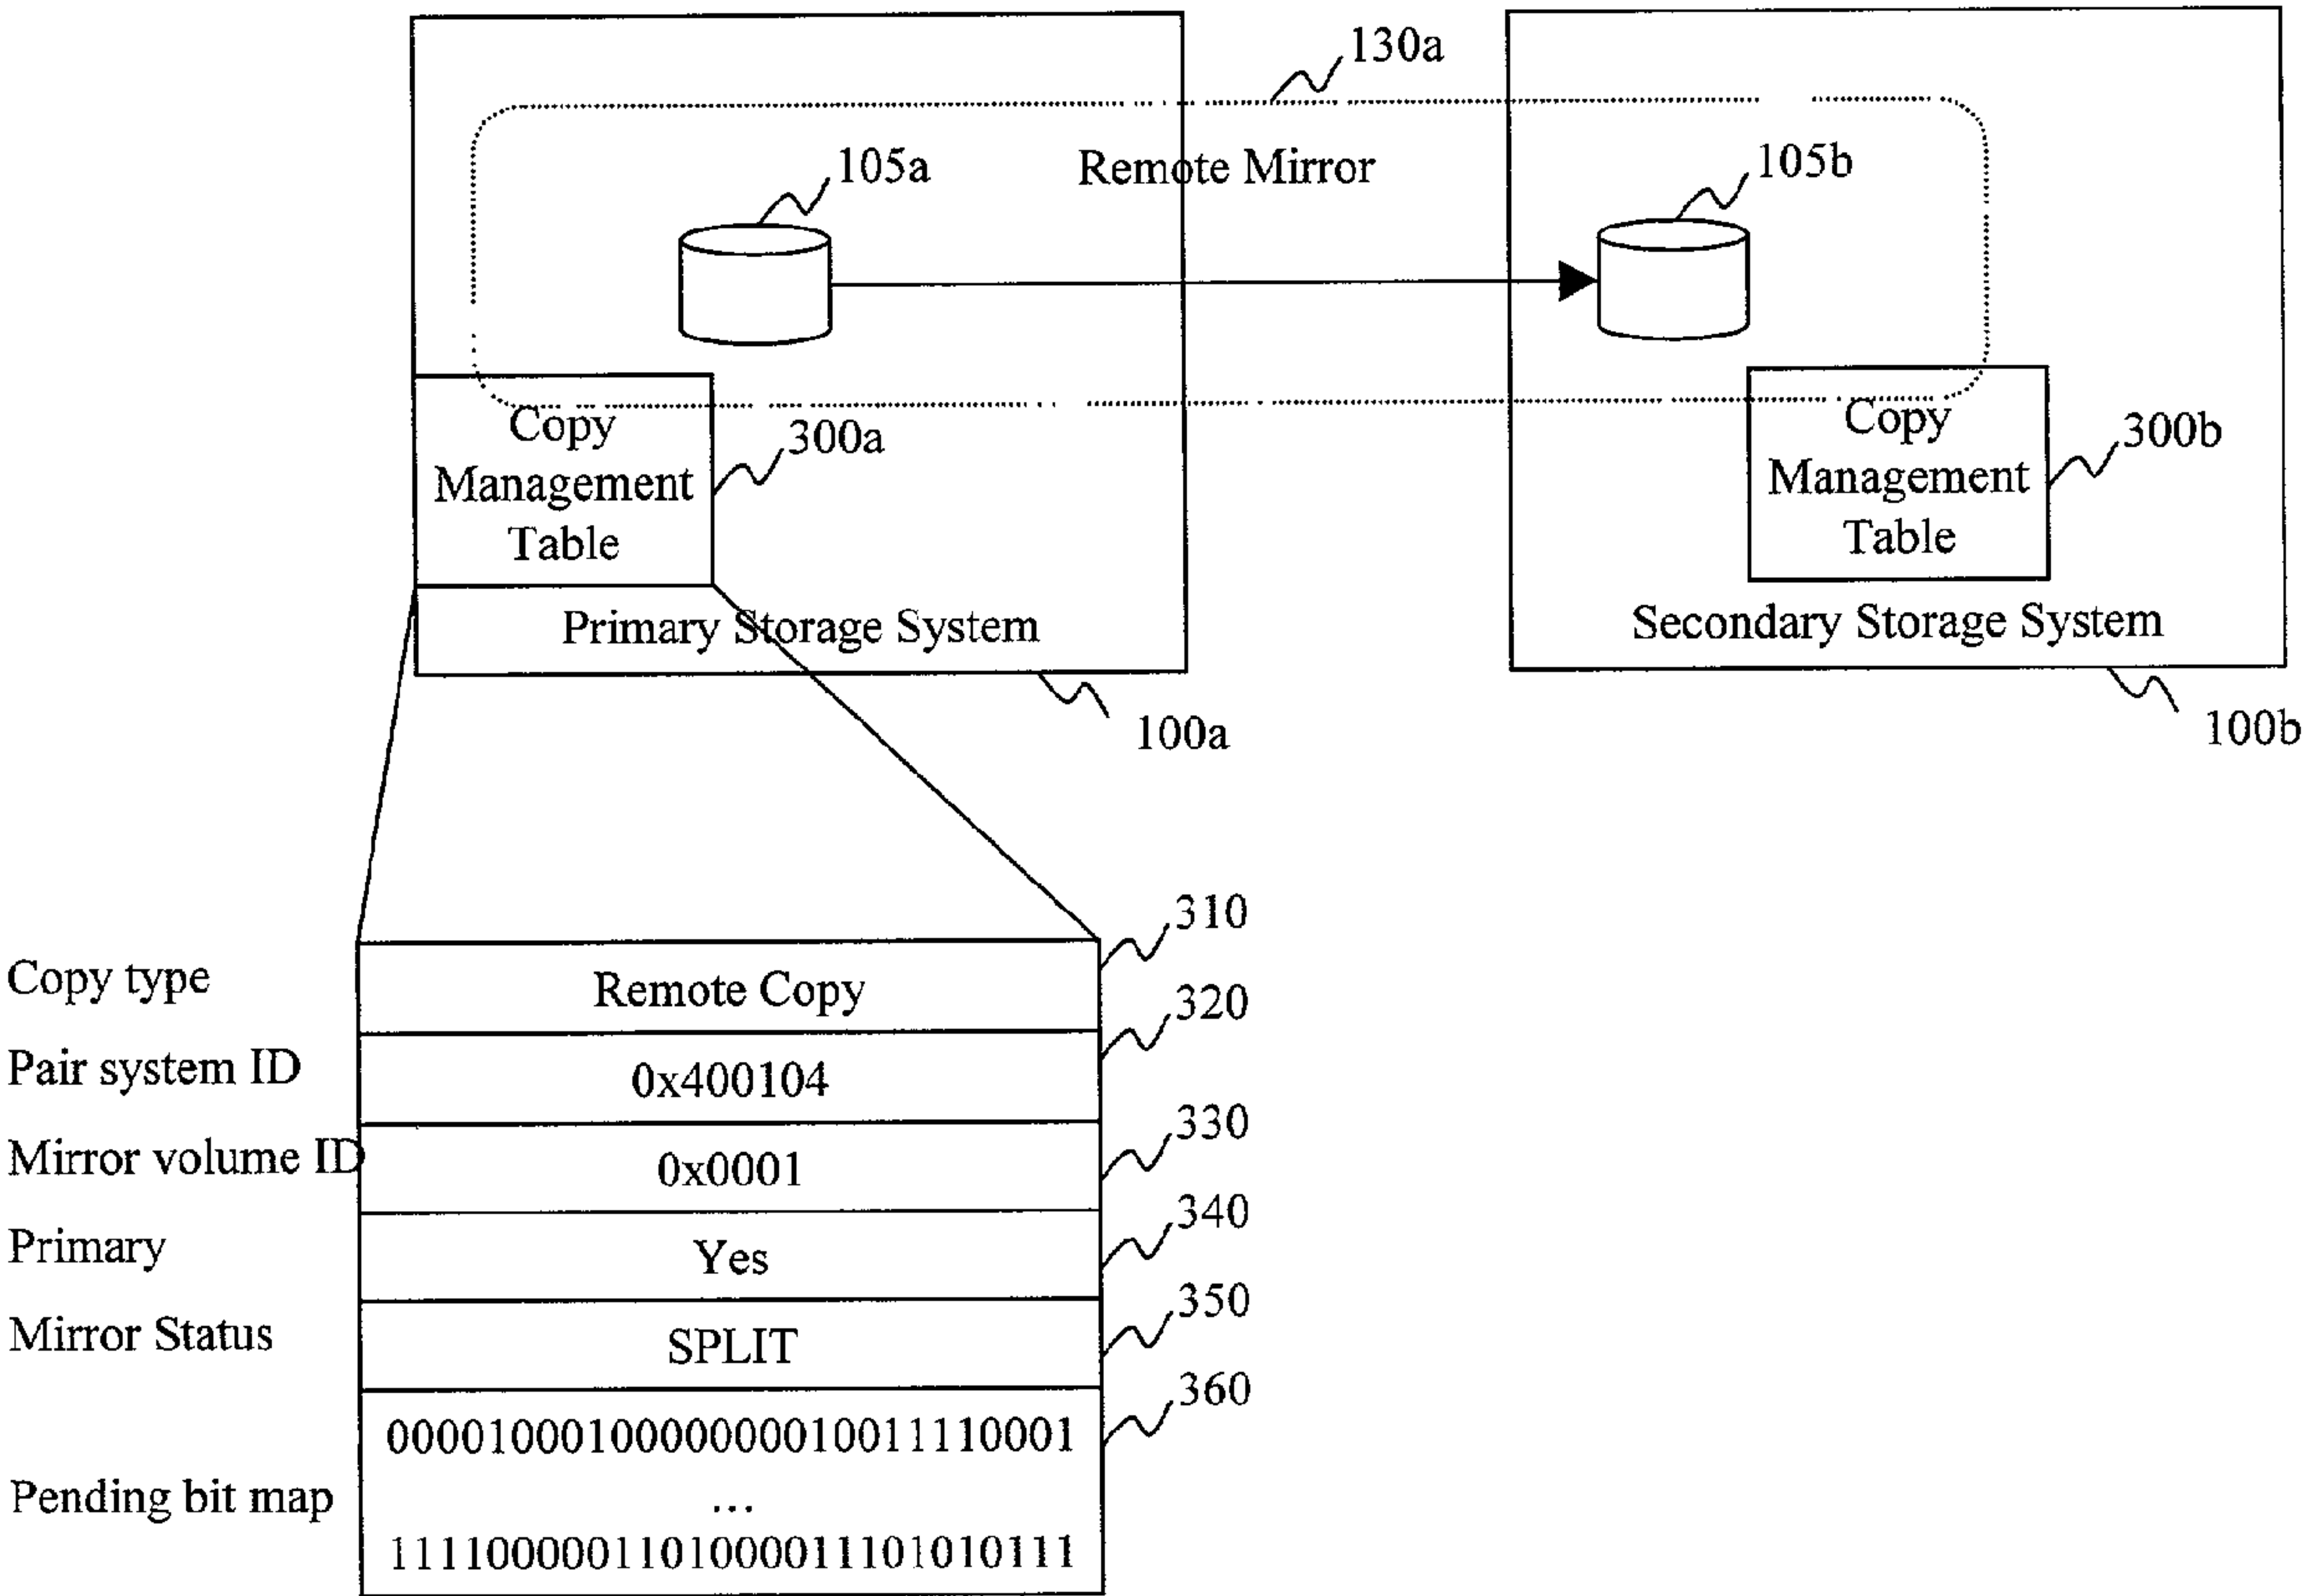 130a
105a
Remote Mirror
105b
Copy
Management
Table
300a
Copy
Management
Table
300b
Primary Storage System
Secondary Storage System
100a
100b
310
Copy type
Remote Copy
320
Pair system ID
0x400104
330
Mirror volume ID
0x0001
340
Primary
Yes
350
Mirror Status
SPLIT
360
0000100010000000010011110001
Pending bit map
...
1111000001101000011101010111